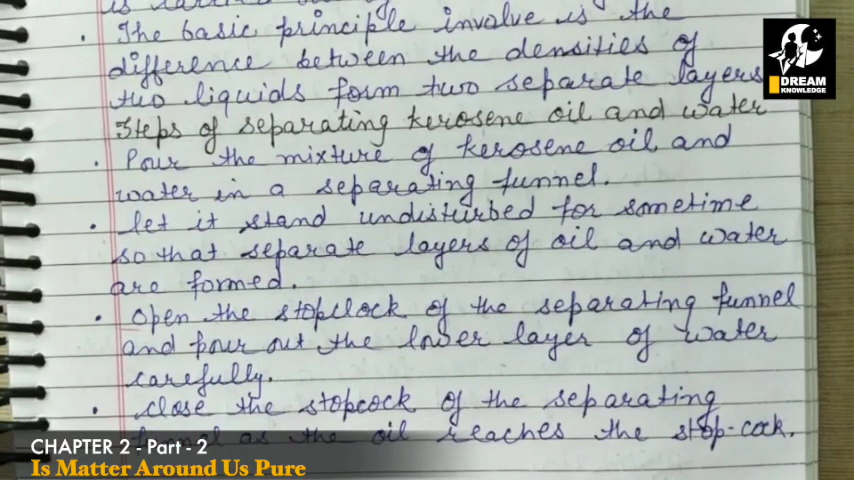 is carried
• The basic principle involve is the
difference between the densities of
two liquids form two separate layers
Steps of separating kerosene oil and water
• Pour the mixture of kerosene oil and
water in a separating funnel.
• let it stand undisturbed for sometime
so that separate layers of oil and water
are formed.
• Open the stopclock of the separating funnel
and pour out the lower layer of water
carefully.
• close the stopcock of the separating
as the oil reaches the stop-cock.
DREAM
KNOWLEDGE
CHAPTER 2 - Part - 2
Is Matter Around Us Pure